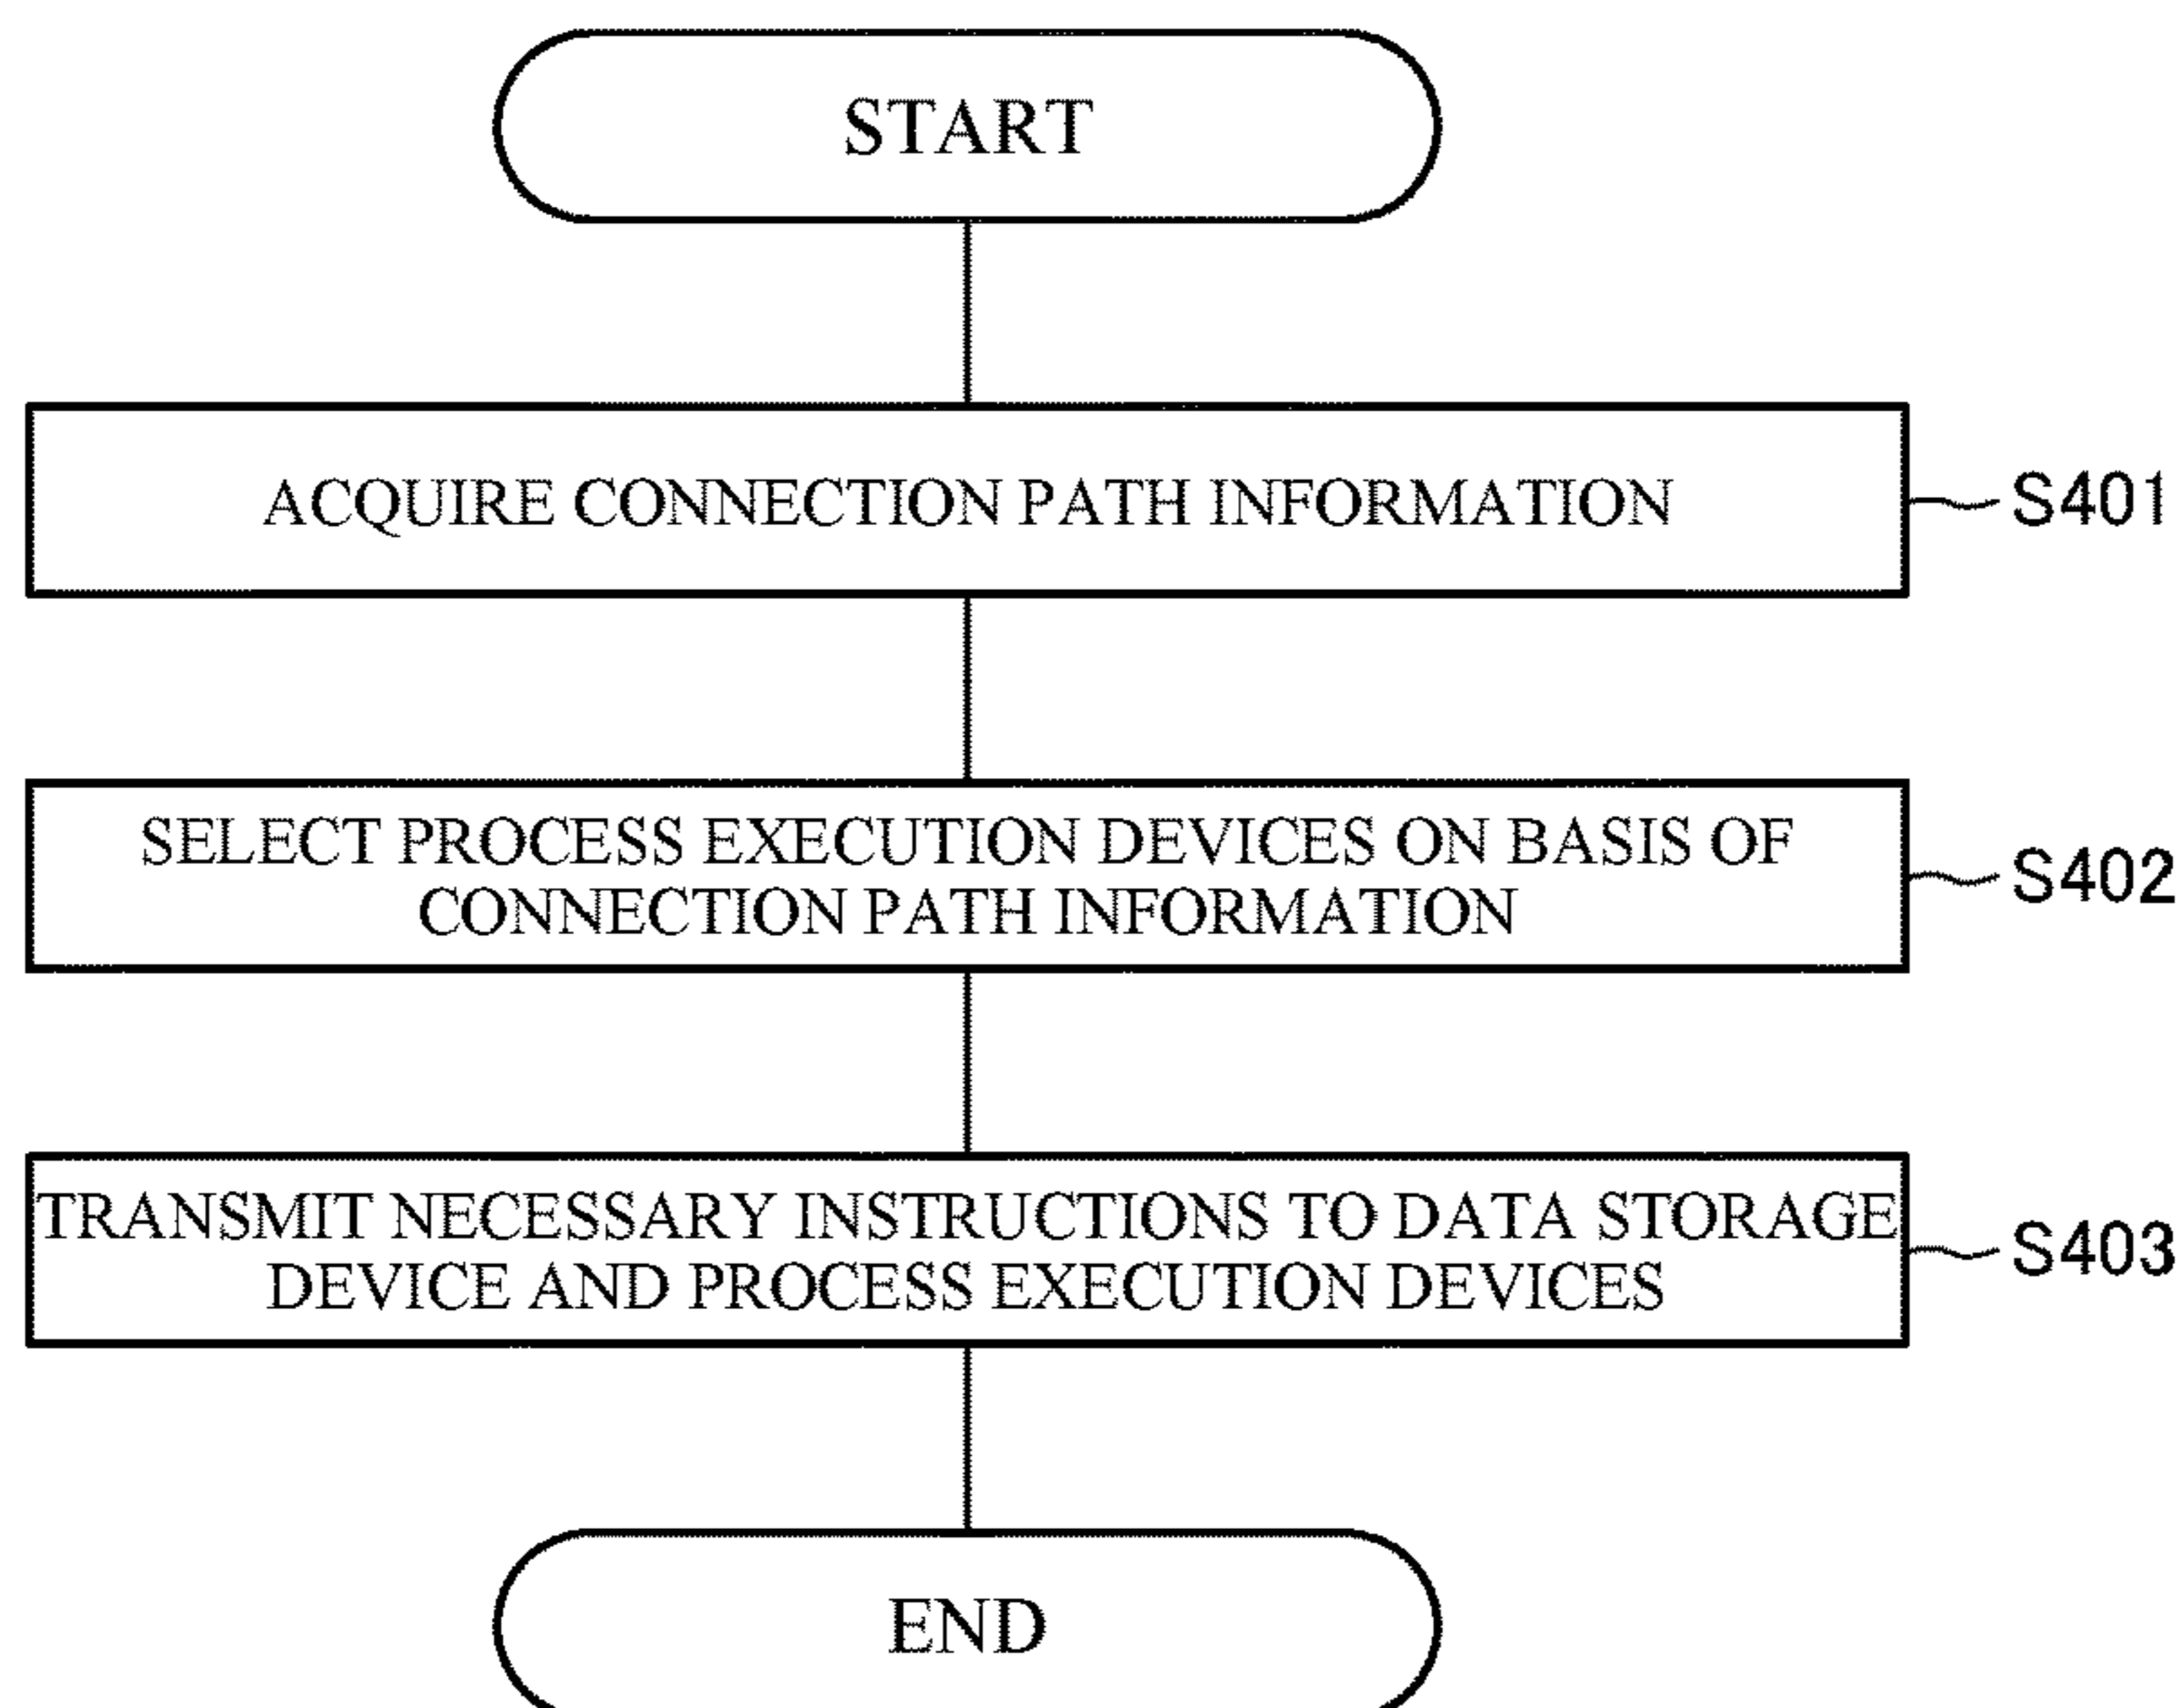 START
ACQUIRE CONNECTION PATH INFORMATION
S401
SELECT PROCESS EXECUTION DEVICES ON BASIS OF
CONNECTION PATH INFORMATION
S402
TRANSMIT NECESSARY INSTRUCTIONS TO DATA STORAGE
DEVICE AND PROCESS EXECUTION DEVICES
S403
END